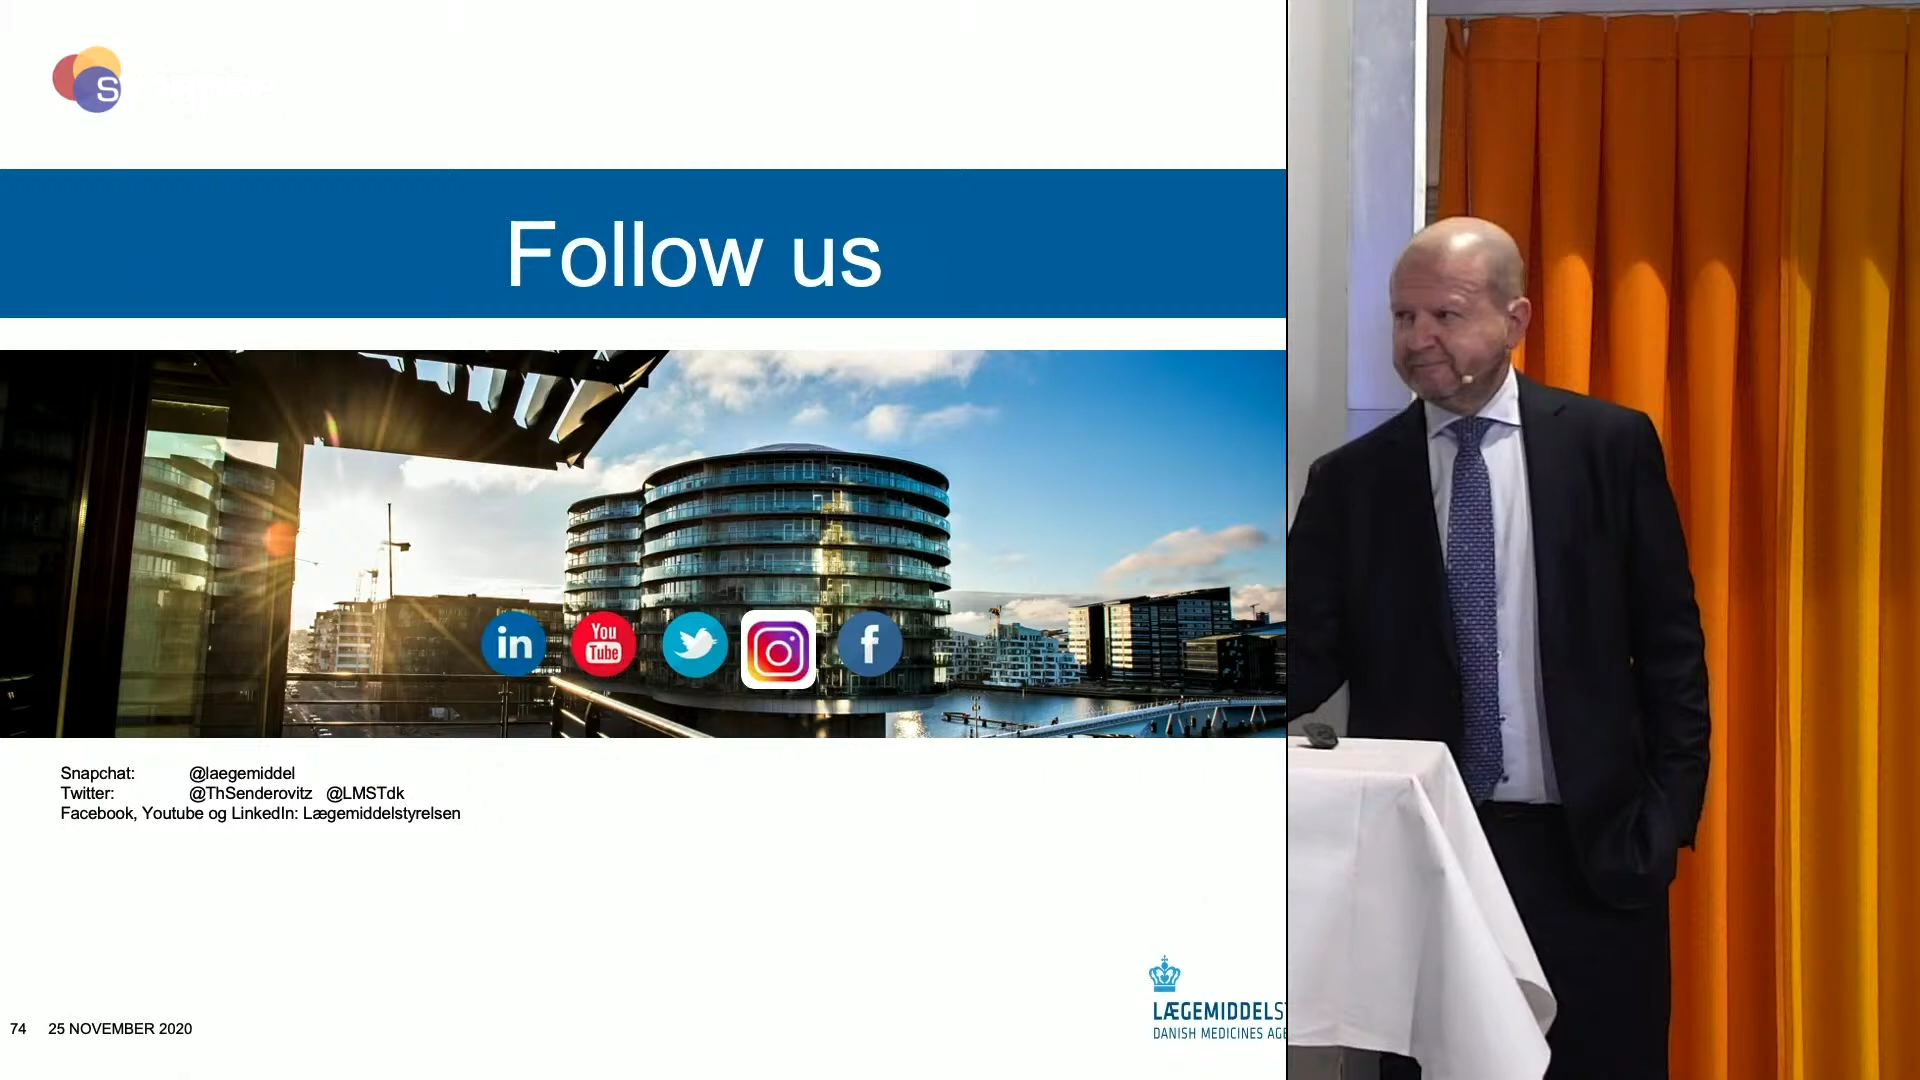 S
Follow us
in
You
Tube
f
Snapchat: @laegemiddel
Twitter: @ThSenderovitz @LMSTdk
Facebook, Youtube og LinkedIn: Lægemiddelstyrelsen
LÆGEMIDDELS
DANISH MEDICINES AGE
74 25 NOVEMBER 2020